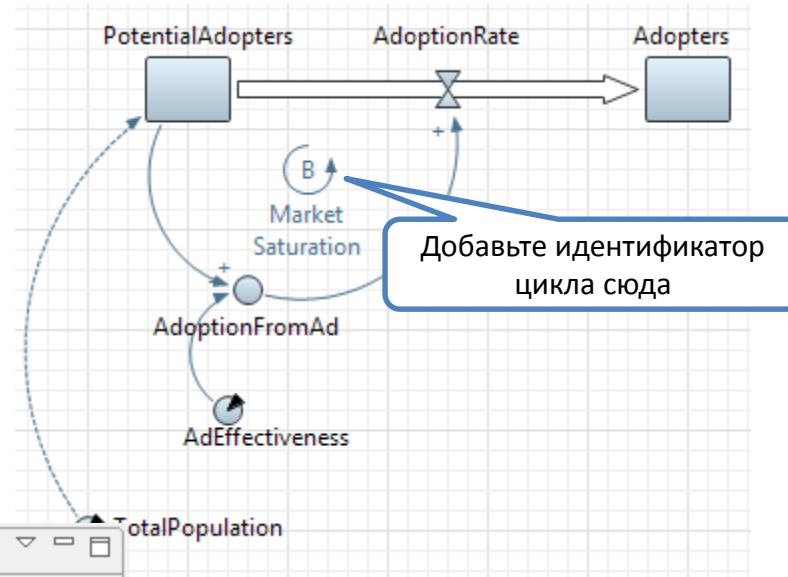 PotentialAdopters AdoptionRate Adopters
+
B
Market
Saturation
Добавьте идентификатор
цикла сюда
+
AdoptionFromAd
AdEffectiveness
TotalPopulation